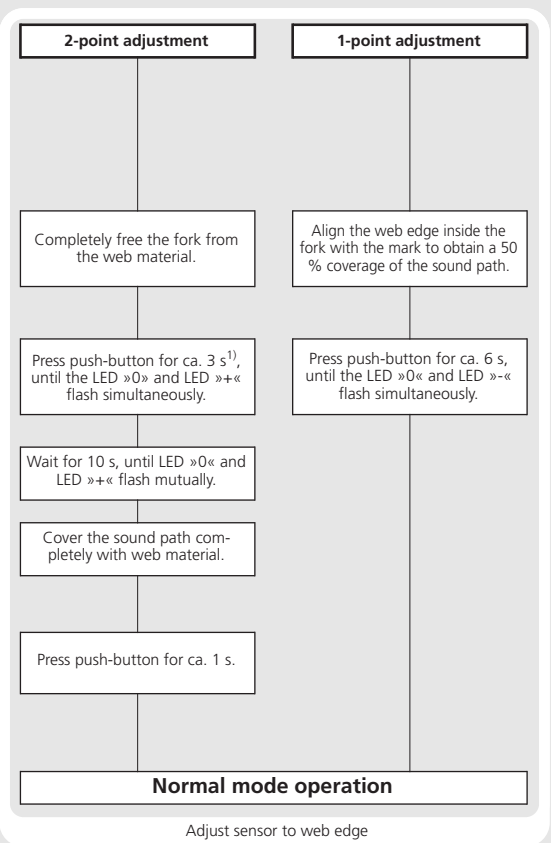 2-point adjustment
Completely free the fork from
the web material.
Press push-button for ca. 3 s1),
until the LED »0» and LED »+«
flash simultaneously.
Wait for 10 s, until LED »0« and
LED »+« flash mutually.
Cover the sound path com-
pletely with web material.
Press push-button for ca. 1 s.
1-point adjustment
Align the web edge inside the
fork with the mark to obtain a 50
% coverage of the sound path.
Press push-button for ca. 6 s,
until the LED »0« and LED »-«
flash simultaneously.
Normal mode operation
Adjust sensor to web edge